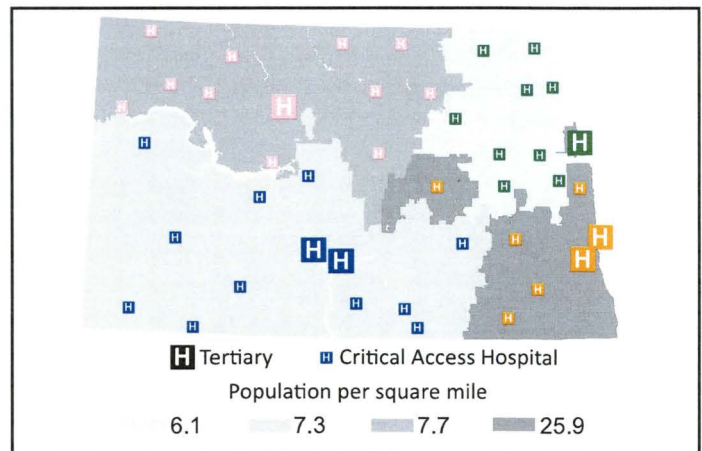 H Tertiary H Critical Access Hospital
Population per square mile
6.1 7.3 7.7 25.9